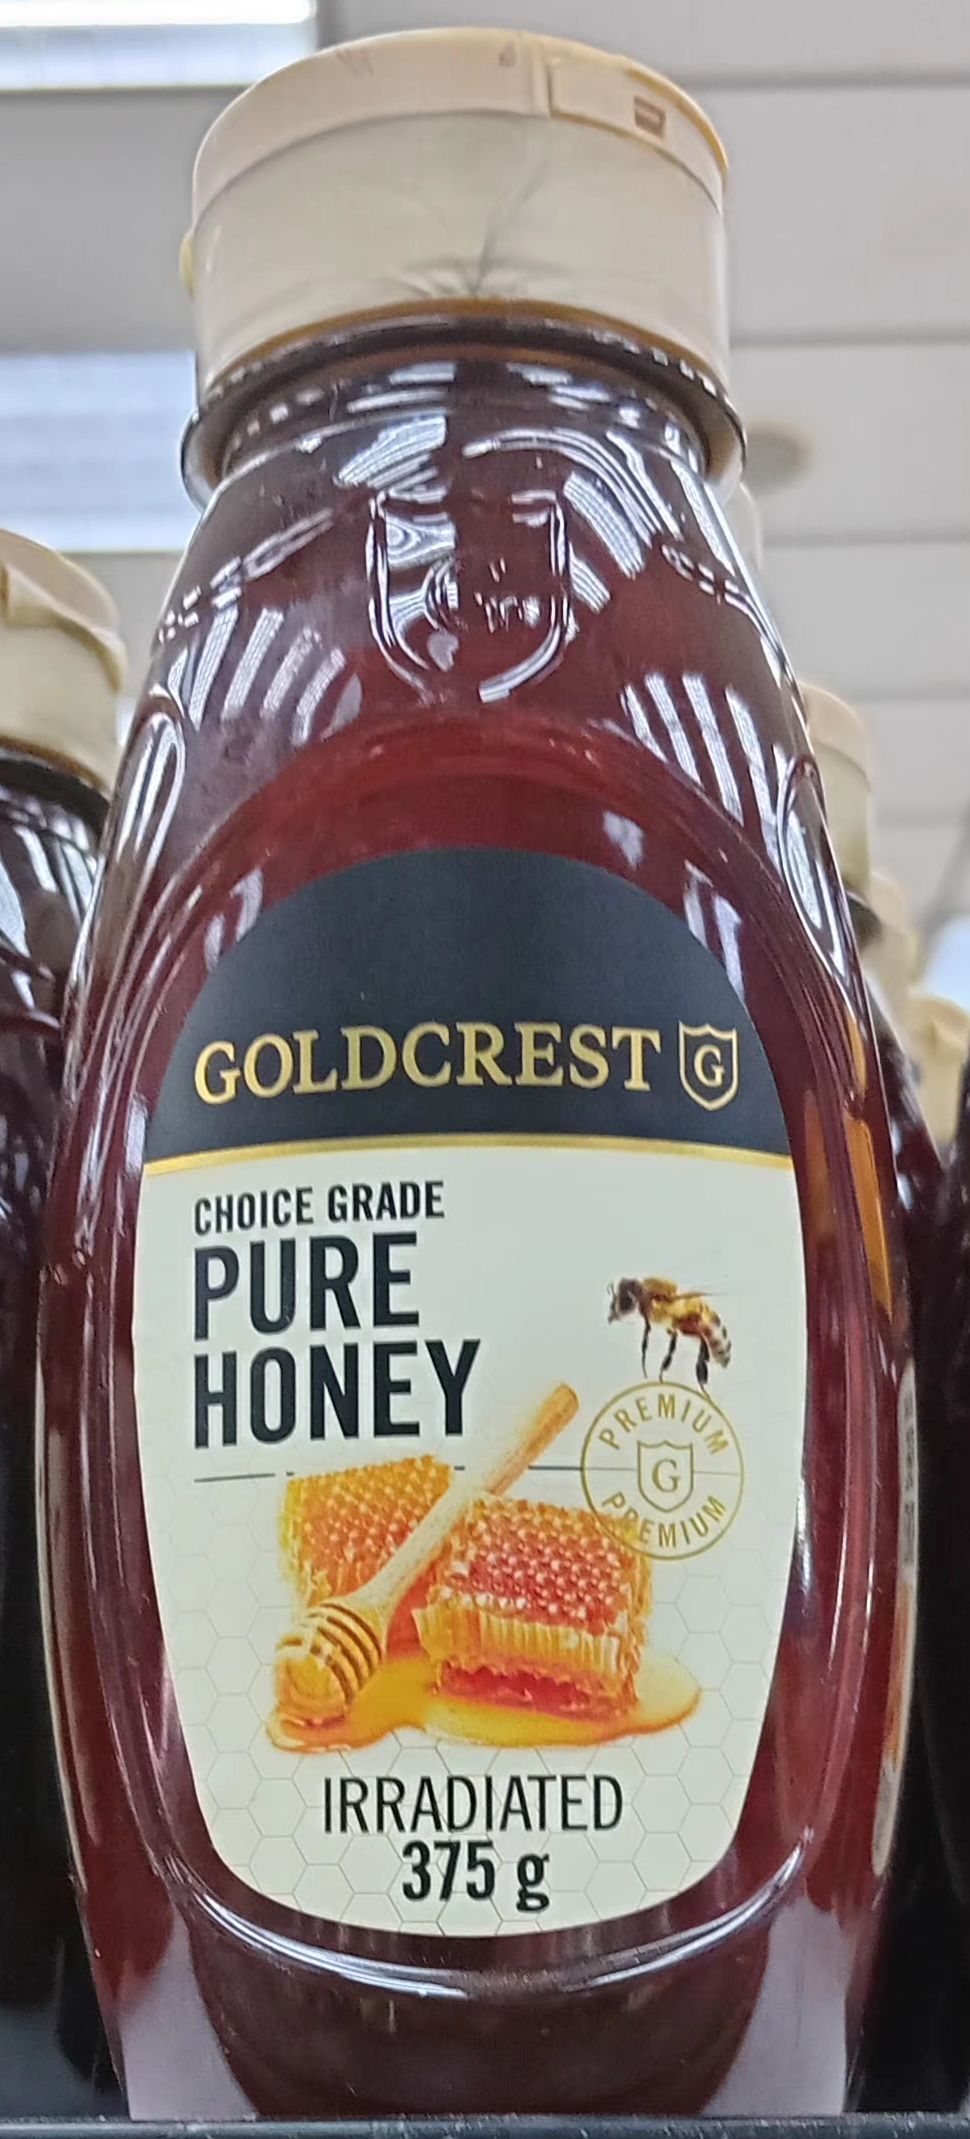 GOLDCREST G
CHOICE GRADE
PURE
HONEY
PREMIUM
G
PREMIUM
IRRADIATED
375 g